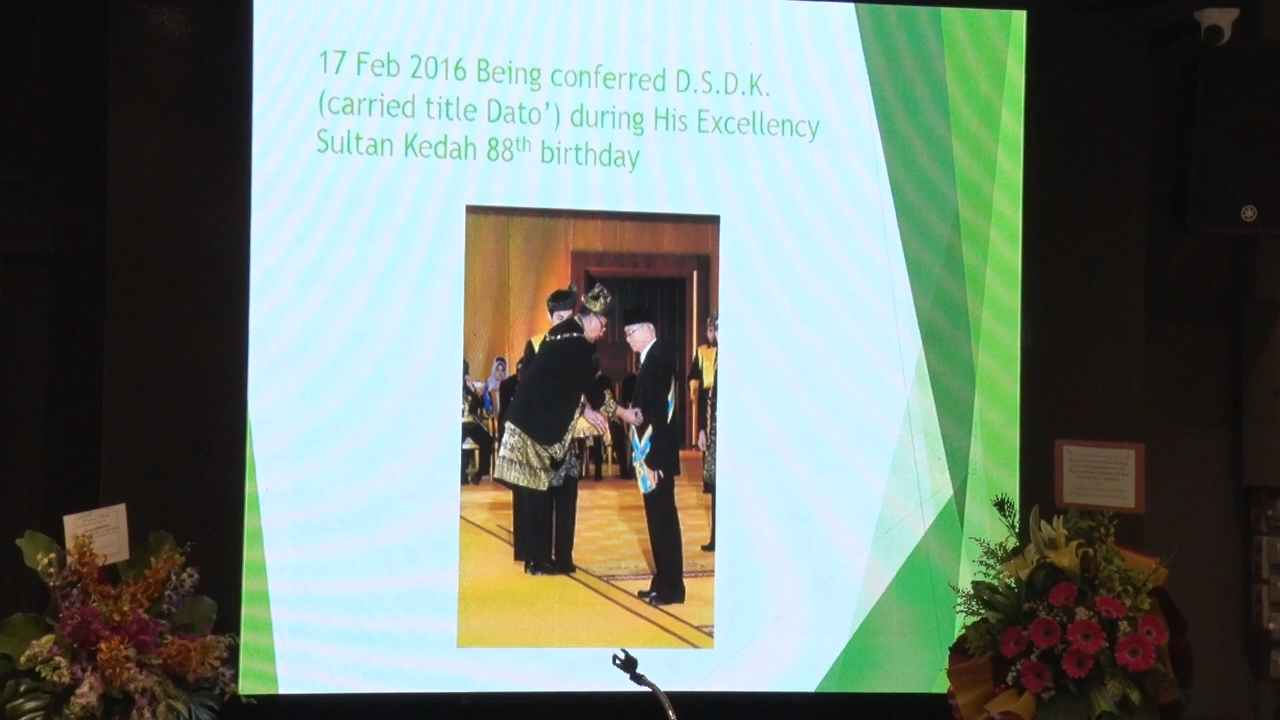 17 Feb 2016 Being conferred D.S.D.K.
(carried title Dato’) during His Excellency
Sultan Kedah 88th birthday